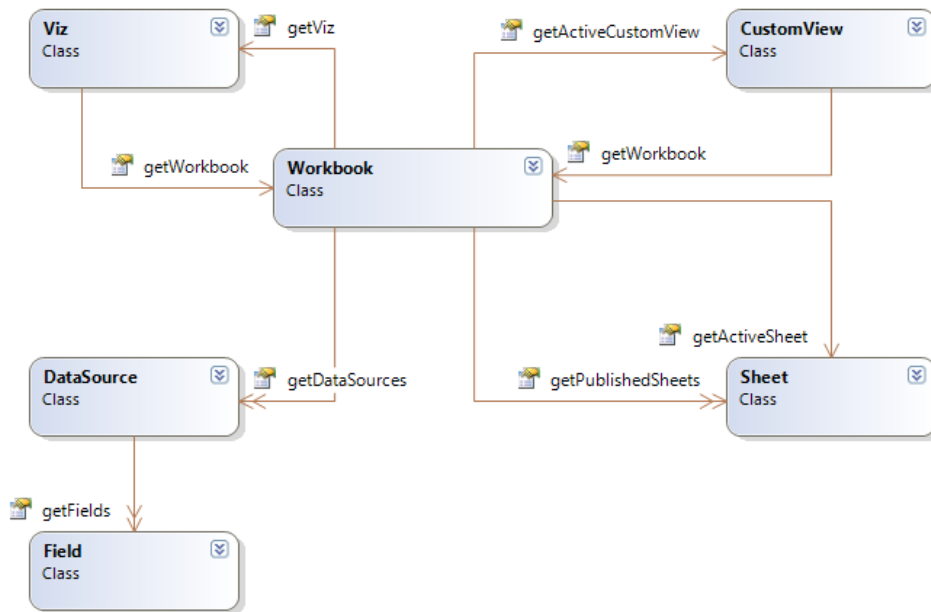 Viz
Class
getViz
getActiveCustomView
CustomView
Class
getWorkbook
Workbook
Class
getWorkbook
getActiveSheet
DataSource
Class
getDataSources
getPublishedSheets
Sheet
Class
getFields
Field
Class